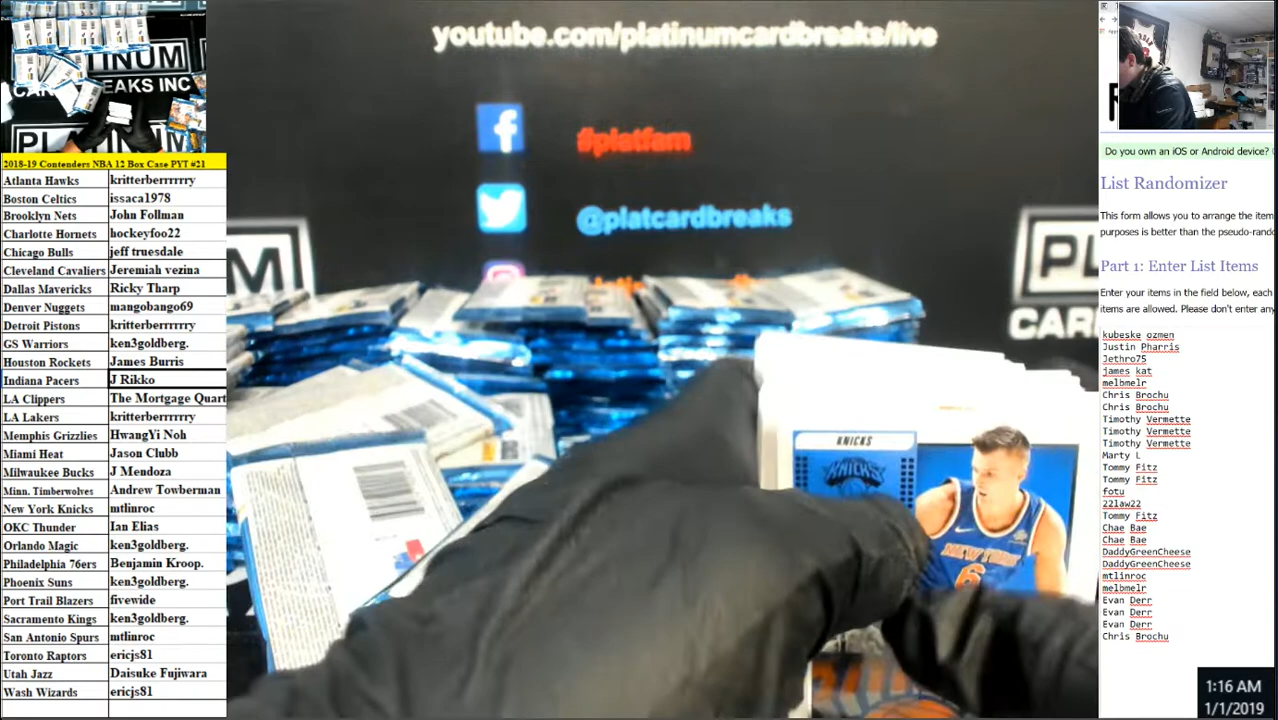 youtube.com/platinumcardbreaks/live
#platfam
@platcardbreaks
PLATINUM
BREAKS INC
2018-19 Contenders NBA 12 Box Case PYT #21
Atlanta Hawks kritterberrrrrry
Boston Celtics issaca1978
Brooklyn Nets John Follman
Charlotte Hornets hockeyfoo22
Chicago Bulls jeff truesdale
Cleveland Cavaliers Jeremiah vezina
Dallas Mavericks Ricky Tharp
Denver Nuggets mangobango69
Detroit Pistons kritterberrrrrry
GS Warriors ken3goldberg.
Houston Rockets James Burris
Indiana Pacers J Rikko
LA Clippers The Mortgage Quart
LA Lakers kritterberrrrrry
Memphis Grizzlies HwangYi Noh
Miami Heat Jason Clubb
Milwaukee Bucks J Mendoza
Minn. Timberwolves Andrew Towberman
New York Knicks mtlinroc
OKC Thunder Ian Elias
Orlando Magic ken3goldberg.
Philadelphia 76ers Benjamin Kroop.
Phoenix Suns ken3goldberg.
Port Trail Blazers fivewide
Sacramento Kings ken3goldberg.
San Antonio Spurs mtlinroc
Toronto Raptors ericjs81
Utah Jazz Daisuke Fujiwara
Wash Wizards ericjs81
KNICKS
KNICKS
NEW YORK
6
PL
CAR
Do you own an iOS or Android device?
List Randomizer
This form allows you to arrange the item
purposes is better than the pseudo-rando
Part 1: Enter List Items
Enter your items in the field below, each
items are allowed. Please don't enter any
kubeske ozmen
Justin Pharris
Jethro75
james kat
melbmelr
Chris Brochu
Chris Brochu
Timothy Vermette
Timothy Vermette
Timothy Vermette
Marty L
Tommy Fitz
Tommy Fitz
fotu
22law22
Tommy Fitz
Chae Bae
Chae Bae
DaddyGreenCheese
DaddyGreenCheese
mtlinroc
melbmelr
Evan Derr
Evan Derr
Evan Derr
Chris Brochu
1:16 AM
1/1/2019